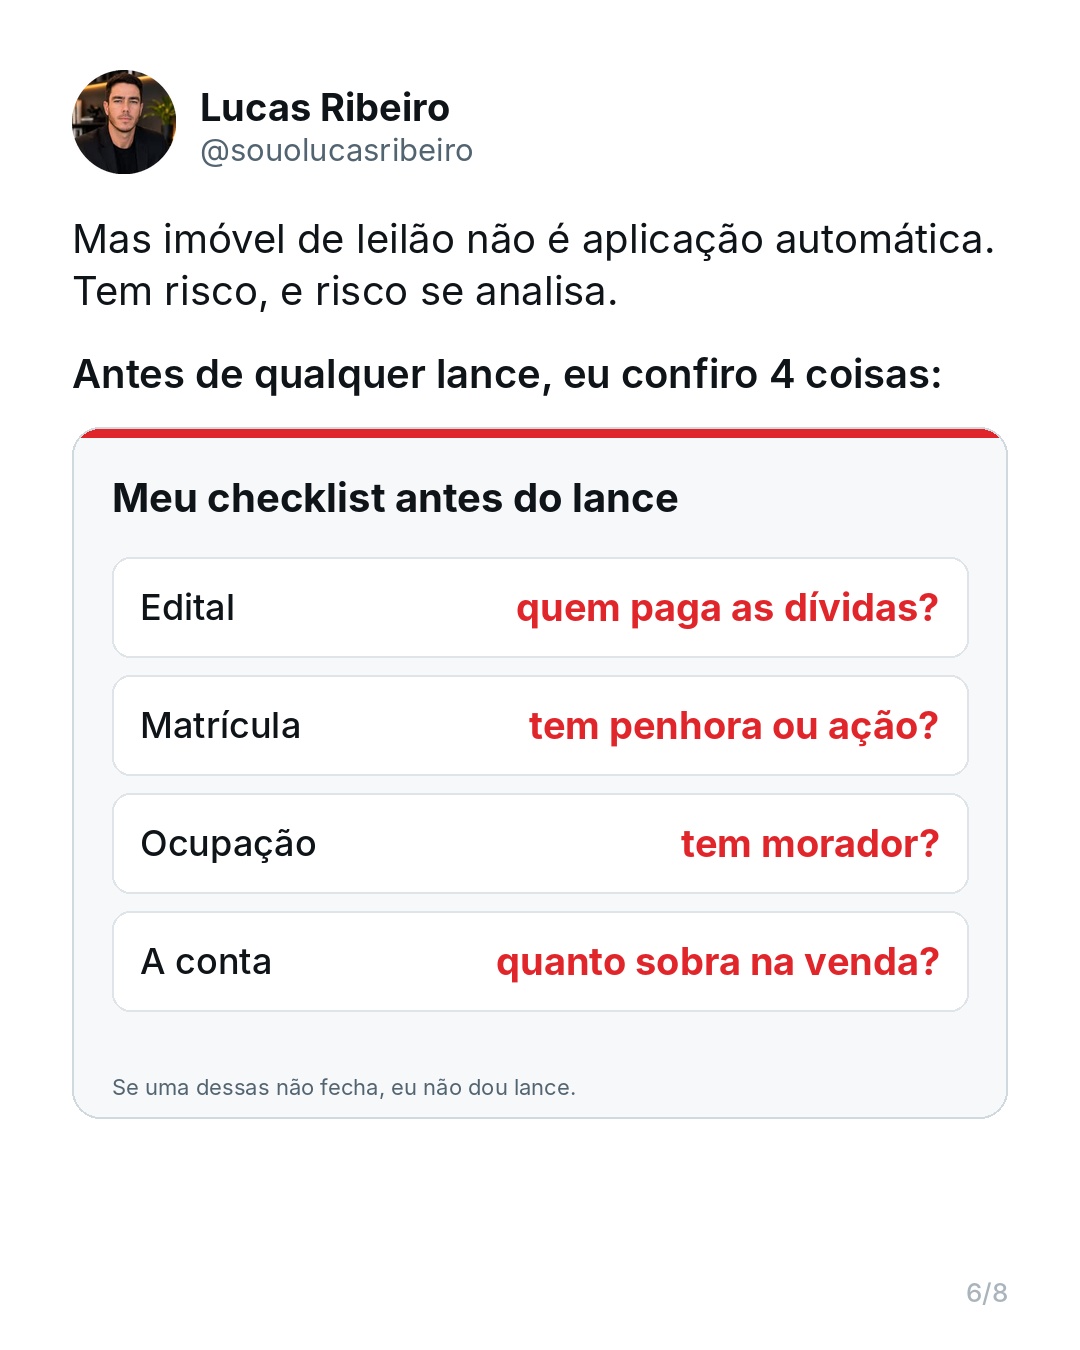 Lucas Ribeiro
@souolucasribeiro
Mas imóvel de leilão não é aplicação automática.
Tem risco, e risco se analisa.
Antes de qualquer lance, eu confiro 4 coisas:
Meu checklist antes do lance
Edital quem paga as dívidas?
Matrícula tem penhora ou ação?
Ocupação tem morador?
A conta quanto sobra na venda?
Se uma dessas não fecha, eu não dou lance.
6/8